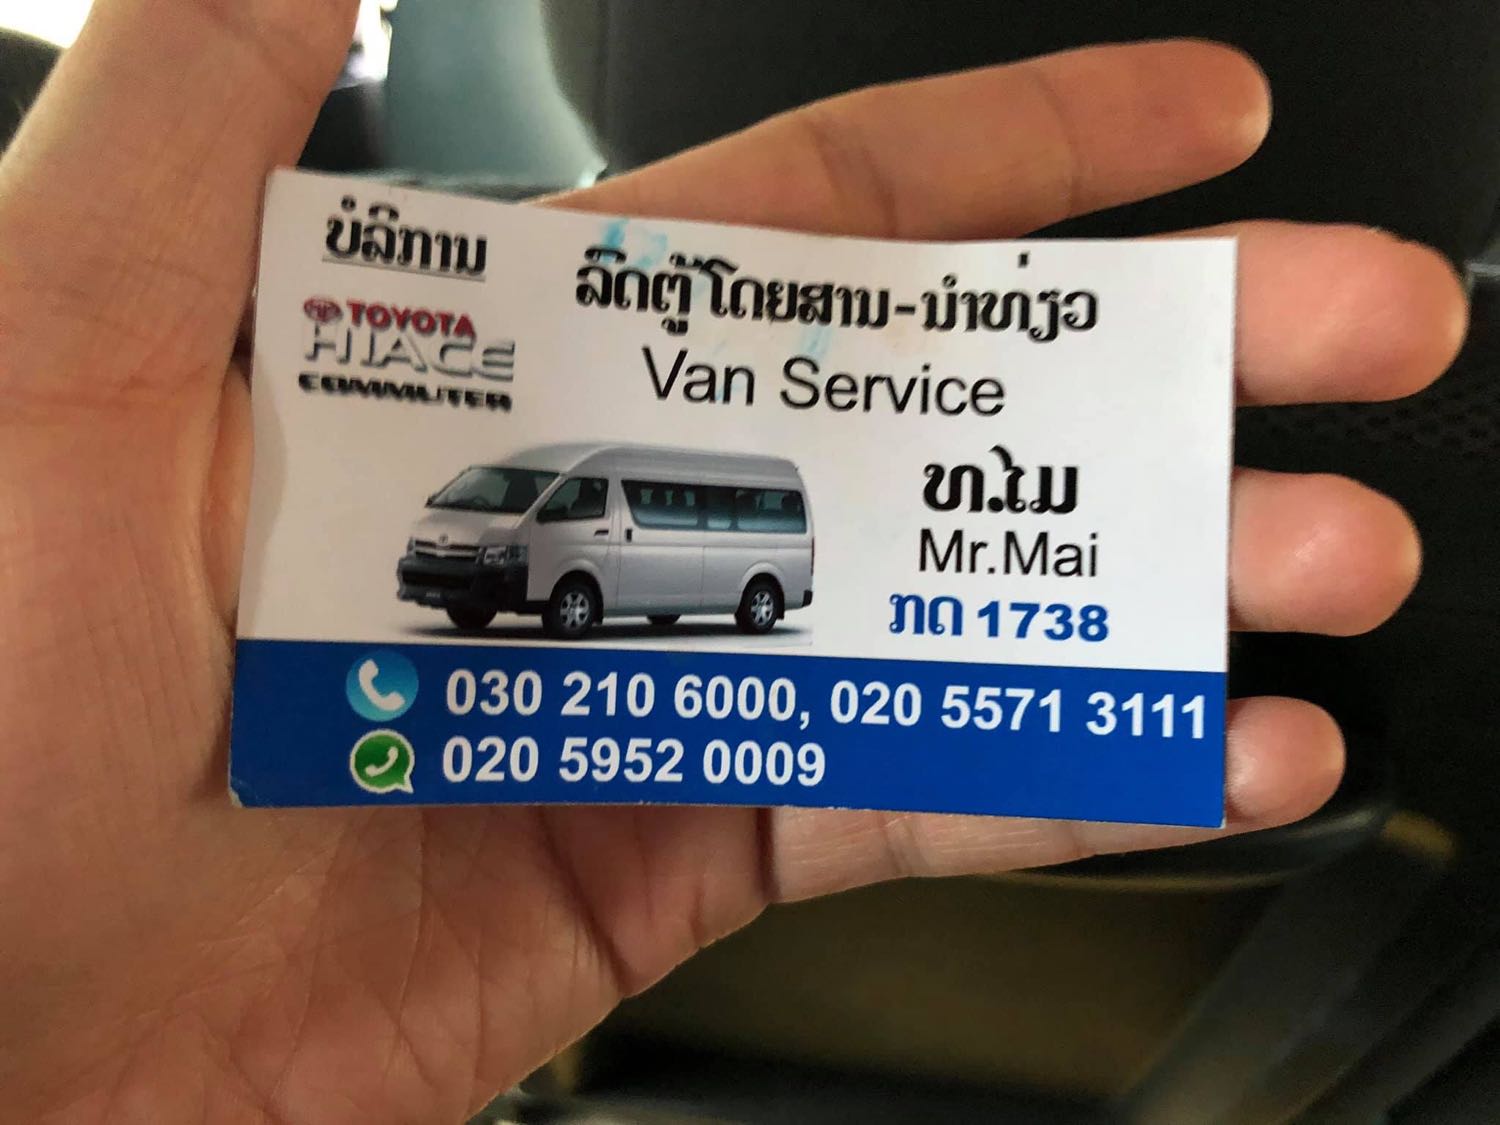 ບໍລິການ
TOYOTA
HIACE
COMMUTER
ລົດຕູ້ໂດຍສານ-ນຳທ່ຽວ
Van Service
ທ.ໄມ
Mr.Mai
ກດ 1738
030 210 6000, 020 5571 3111
020 5952 0009